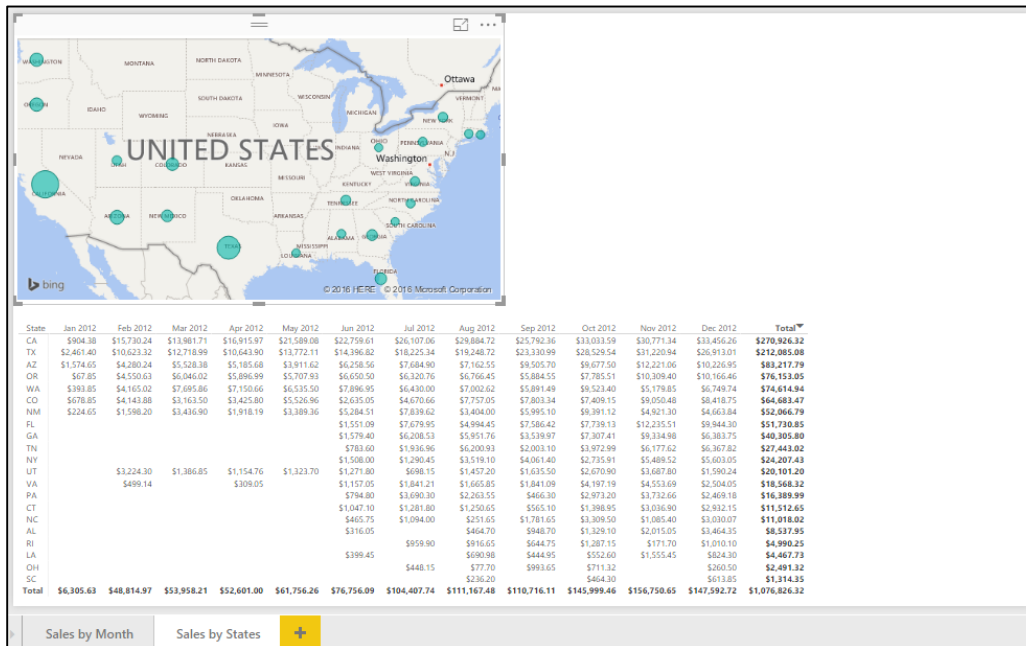 WASHINGTON
MONTANA
NORTH DAKOTA
MINNESOTA
Ottawa
OREGON
IDAHO
SOUTH DAKOTA
WISCONSIN
VERMONT
WYOMING
MICHIGAN
NEW YORK
IOWA
NEBRASKA
UNITED STATES
OHIO
PENNSYLVANIA
INDIANA
N.J.
NEVADA
UTAH
COLORADO
KANSAS
Washington
MISSOURI
WEST VIRGINIA
KENTUCKY
VIRGINIA
CALIFORNIA
OKLAHOMA
TENNESSEE
NORTH CAROLINA
ARIZONA
NEW MEXICO
ARKANSAS
SOUTH CAROLINA
ALABAMA
GEORGIA
TEXAS
MISSISSIPPI
LOUISIANA
FLORIDA
bing
© 2016 HERE © 2016 Microsoft Corporation
State Jan 2012 Feb 2012 Mar 2012 Apr 2012 May 2012 Jun 2012 Jul 2012 Aug 2012 Sep 2012 Oct 2012 Nov 2012 Dec 2012 Total
CA $904.38 $15,730.24 $13,981.71 $16,915.97 $21,589.08 $22,759.61 $26,107.06 $29,884.72 $25,792.36 $33,033.59 $30,771.34 $33,456.26 $270,926.32
TX $2,461.40 $10,623.32 $12,718.99 $10,643.90 $13,772.11 $14,396.82 $18,225.34 $19,248.72 $23,330.99 $28,529.54 $31,220.94 $26,913.01 $212,085.08
AZ $1,574.65 $4,280.24 $5,528.38 $5,185.68 $3,911.62 $6,258.56 $7,684.90 $7,162.55 $9,505.70 $9,677.50 $12,221.06 $10,226.95 $83,217.79
OR $67.85 $4,550.63 $6,046.02 $5,896.99 $5,707.93 $6,650.50 $6,320.76 $6,766.45 $5,884.55 $7,785.51 $10,309.40 $10,166.46 $76,153.05
WA $393.85 $4,165.02 $7,695.86 $7,150.66 $6,535.50 $7,896.95 $6,430.00 $7,002.62 $5,891.49 $9,523.40 $5,179.85 $6,749.74 $74,614.94
CO $678.85 $4,143.88 $3,163.50 $3,425.80 $5,526.96 $2,635.05 $4,670.66 $7,757.05 $7,803.34 $7,409.15 $9,050.48 $8,418.75 $64,683.47
NM $224.65 $1,598.20 $3,436.90 $1,918.19 $3,389.36 $5,284.51 $7,839.62 $3,404.00 $5,995.10 $9,391.12 $4,921.30 $4,663.84 $52,066.79
FL $1,551.09 $7,679.95 $4,994.45 $7,586.42 $7,739.13 $12,235.51 $9,944.30 $51,730.85
GA $1,579.40 $6,208.53 $5,951.76 $3,539.97 $7,307.41 $9,334.98 $6,383.75 $40,305.80
TN $783.60 $1,936.96 $6,200.93 $2,003.10 $3,972.99 $6,177.62 $6,367.82 $27,443.02
NY $1,508.00 $1,290.45 $3,519.10 $4,061.40 $2,735.91 $5,489.52 $5,603.05 $24,207.43
UT $3,224.30 $1,386.85 $1,154.76 $1,323.70 $1,271.80 $698.15 $1,457.20 $1,635.50 $2,670.90 $3,687.80 $1,590.24 $20,101.20
VA $499.14 $309.05 $1,157.05 $1,841.21 $1,665.85 $1,841.09 $4,197.19 $4,553.69 $2,504.05 $18,568.32
PA $794.80 $3,690.30 $2,263.55 $466.30 $2,973.20 $3,732.66 $2,469.18 $16,389.99
CT $1,047.10 $1,281.80 $1,250.65 $565.10 $1,398.95 $3,036.90 $2,932.15 $11,512.65
NC $465.75 $1,094.00 $251.65 $1,781.65 $3,309.50 $1,085.40 $3,030.07 $11,018.02
AL $316.05 $464.70 $948.70 $1,329.10 $2,015.05 $3,464.35 $8,537.95
RI $959.90 $916.65 $644.75 $1,287.15 $171.70 $1,010.10 $4,990.25
LA $399.45 $690.98 $444.95 $552.60 $1,555.45 $824.30 $4,467.73
OH $448.15 $77.70 $993.65 $711.32 $260.50 $2,491.32
SC $236.20 $464.30 $613.85 $1,314.35
Total $6,305.63 $48,814.97 $53,958.21 $52,601.00 $61,756.26 $76,756.09 $104,407.74 $111,167.48 $110,716.11 $145,999.46 $156,750.65 $147,592.72 $1,076,826.32
Sales by Month Sales by States +